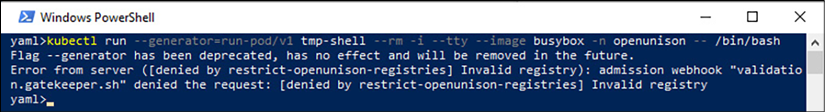 Windows PowerShell
yaml>kubectl run --generator=run-pod/v1 tmp-shell --rm -i --tty --image busybox -n openunison -- /bin/bash
Flag --generator has been deprecated, has no effect and will be removed in the future.
Error from server ([denied by restrict-openunison-registries] Invalid registry): admission webhook "validatio
n.gatekeeper.sh" denied the request: [denied by restrict-openunison-registries] Invalid registry
yaml>